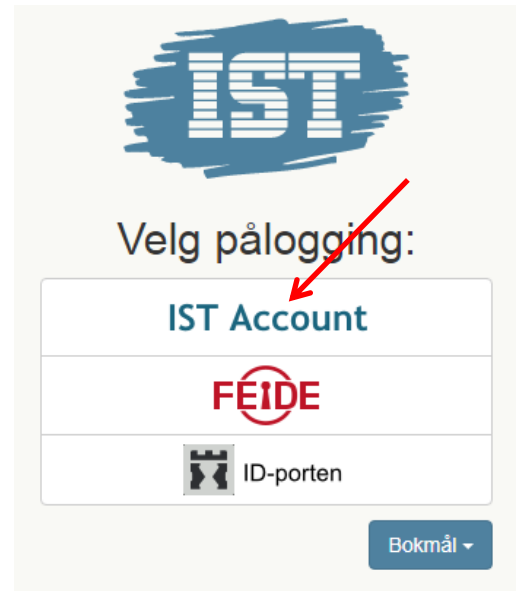 IST
Velg pålogging:
IST Account
FEIDE
ID-porten
Bokmål